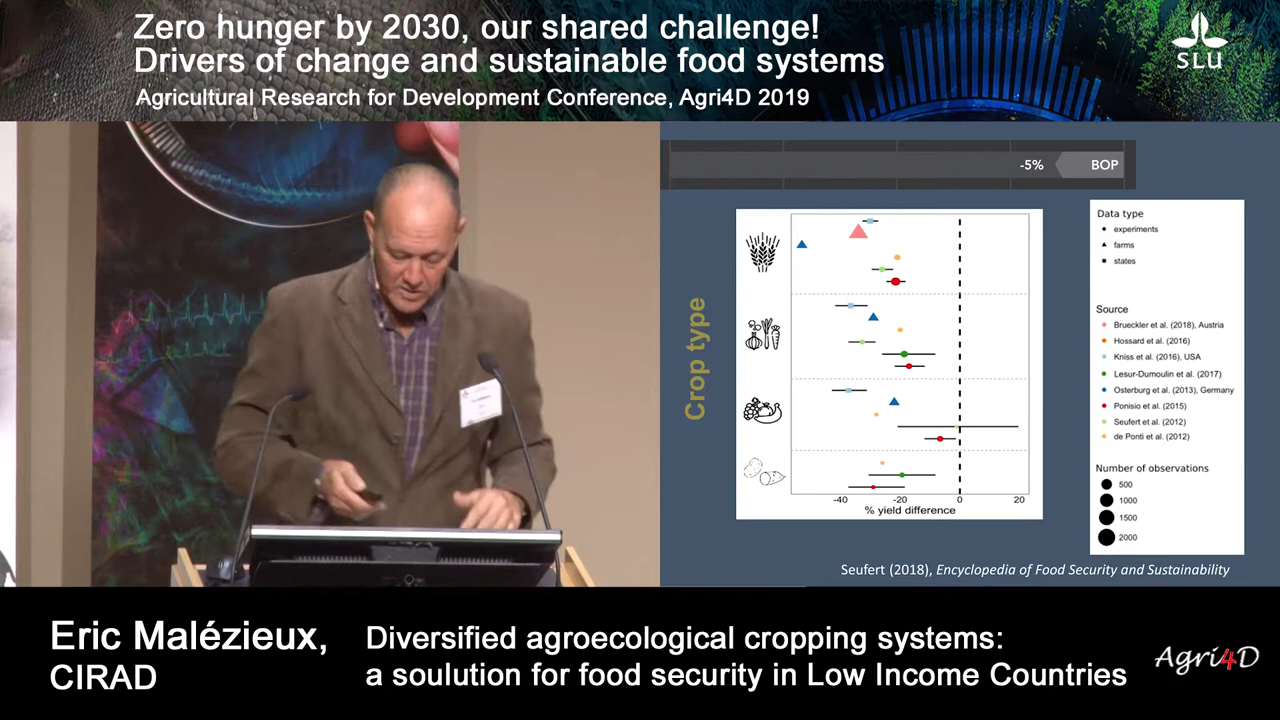 Zero hunger by 2030, our shared challenge!
Drivers of change and sustainable food systems
Agricultural Research for Development Conference, Agri4D 2019
SLU
-5%
BOP
Crop type
-40
-20
0
20
% yield difference
Data type
experiments
farms
states
Source
Brueckler et al. (2018), Austria
Hossard et al. (2016)
Kniss et al. (2016), USA
Lesur-Dumoulin et al. (2017)
Osterburg et al. (2013), Germany
Ponisio et al. (2015)
Seufert et al. (2012)
de Ponti et al. (2012)
Number of observations
500
1000
1500
2000
Seufert (2018), Encyclopedia of Food Security and Sustainability
Eric Malézieux,
CIRAD
Diversified agroecological cropping systems:
a soulution for food security in Low Income Countries
Agri4D